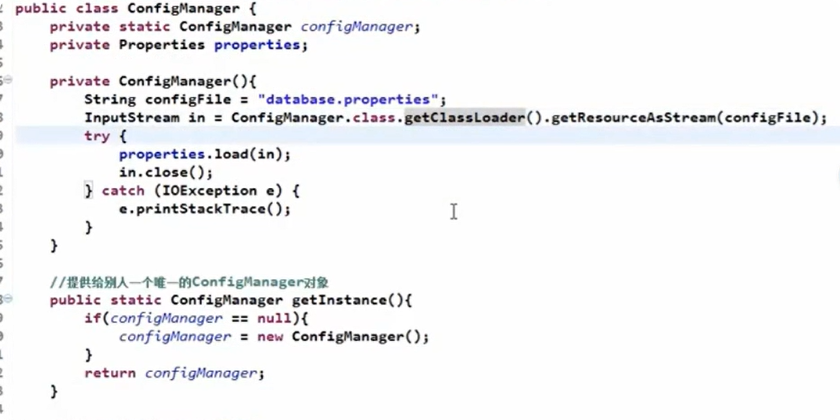 public class ConfigManager {
private static ConfigManager configManager;
private Properties properties;
private ConfigManager(){
String configFile = "database.properties";
InputStream in = ConfigManager.class.getClassLoader().getResourceAsStream(configFile);
try {
properties.load(in);
in.close();
} catch (IOException e) {
e.printStackTrace();
}
}
//提供给别人一个唯一的ConfigManager对象
public static ConfigManager getInstance(){
if(configManager == null){
configManager = new ConfigManager();
}
return configManager;
}